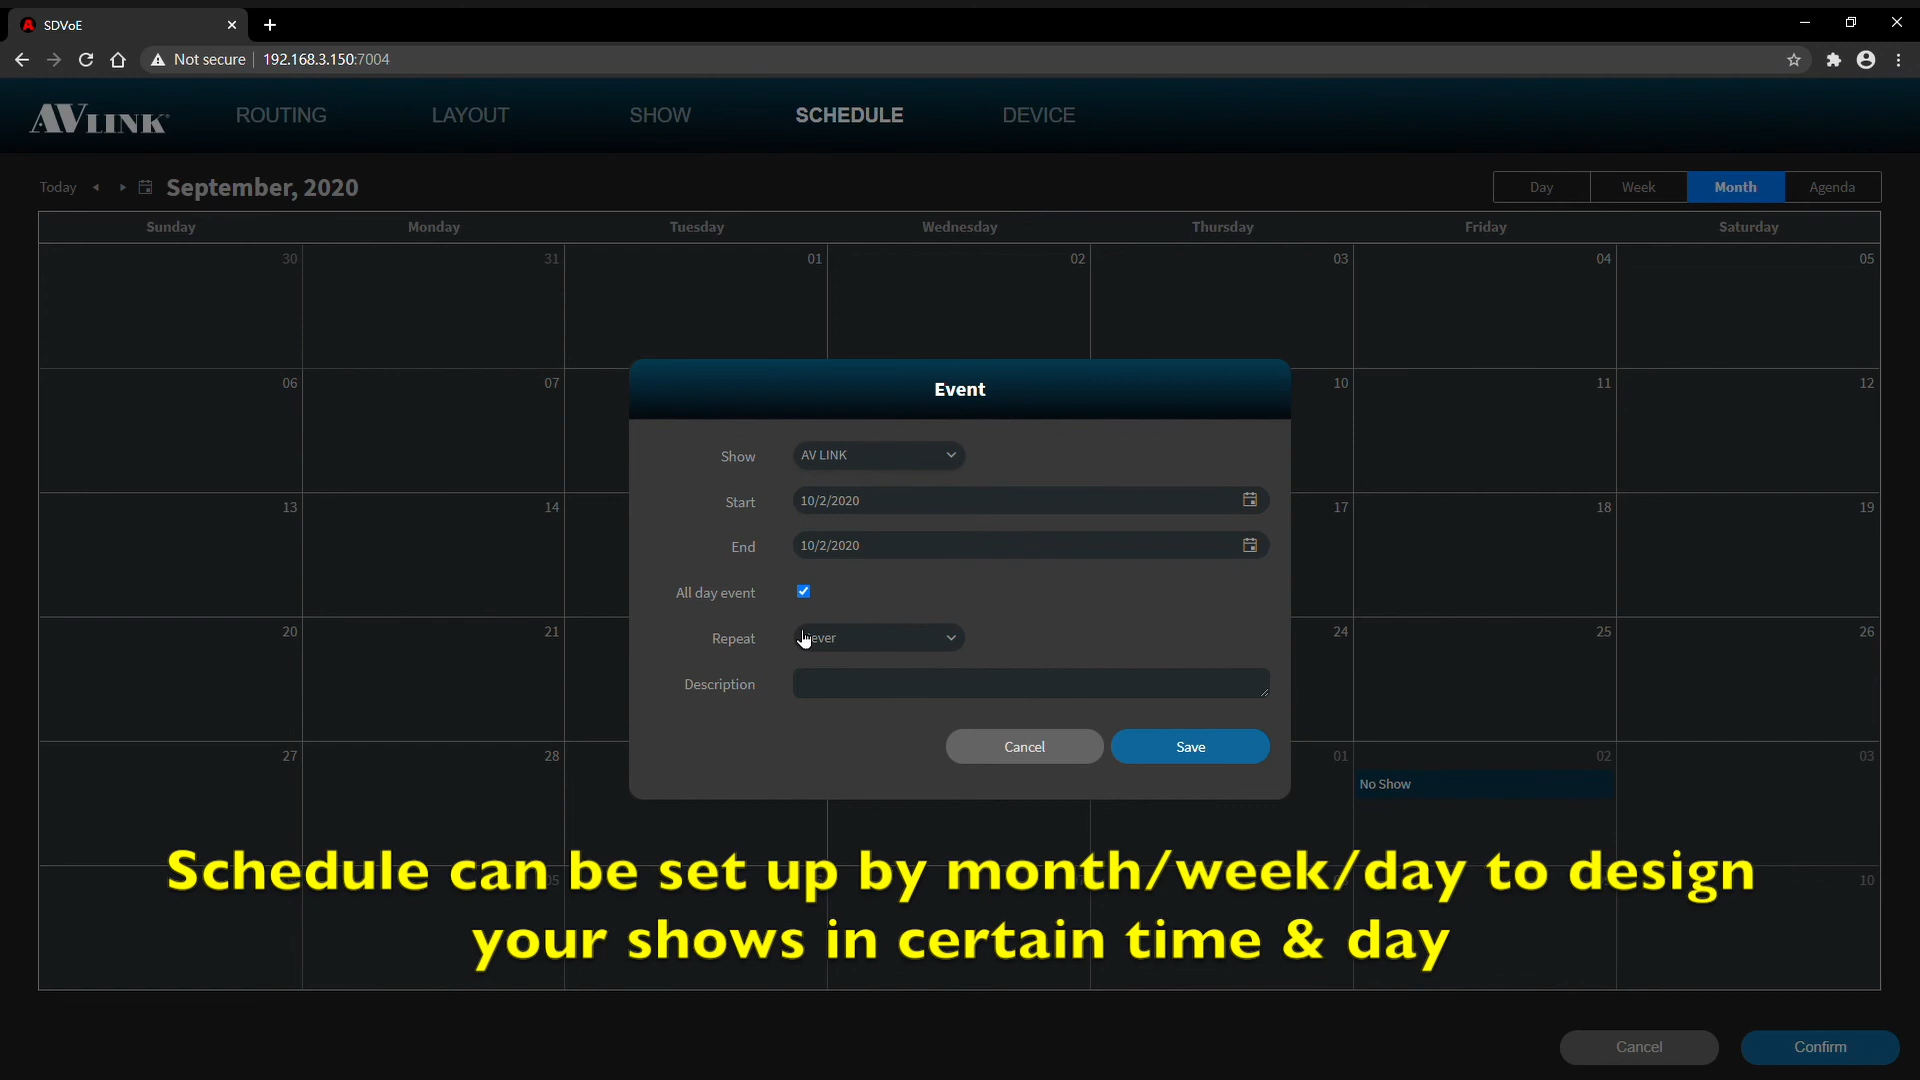 SDVoE
Not secure 192.168.3.150:7004
AVLINK ROUTING LAYOUT SHOW SCHEDULE DEVICE
Today September, 2020 Day Week Month Agenda
Sunday Monday Tuesday Wednesday Thursday Friday Saturday
30 31 01 02 03 04 05
06 07 10 11 12
13 14 17 18 19
20 21 24 25 26
27 28 01 02 03
No Show
05 10
Event
Show AV LINK
Start 10/2/2020
End 10/2/2020
All day event
Repeat ever
Description
Cancel Save
Schedule can be set up by month/week/day to design
your shows in certain time & day
Cancel Confirm